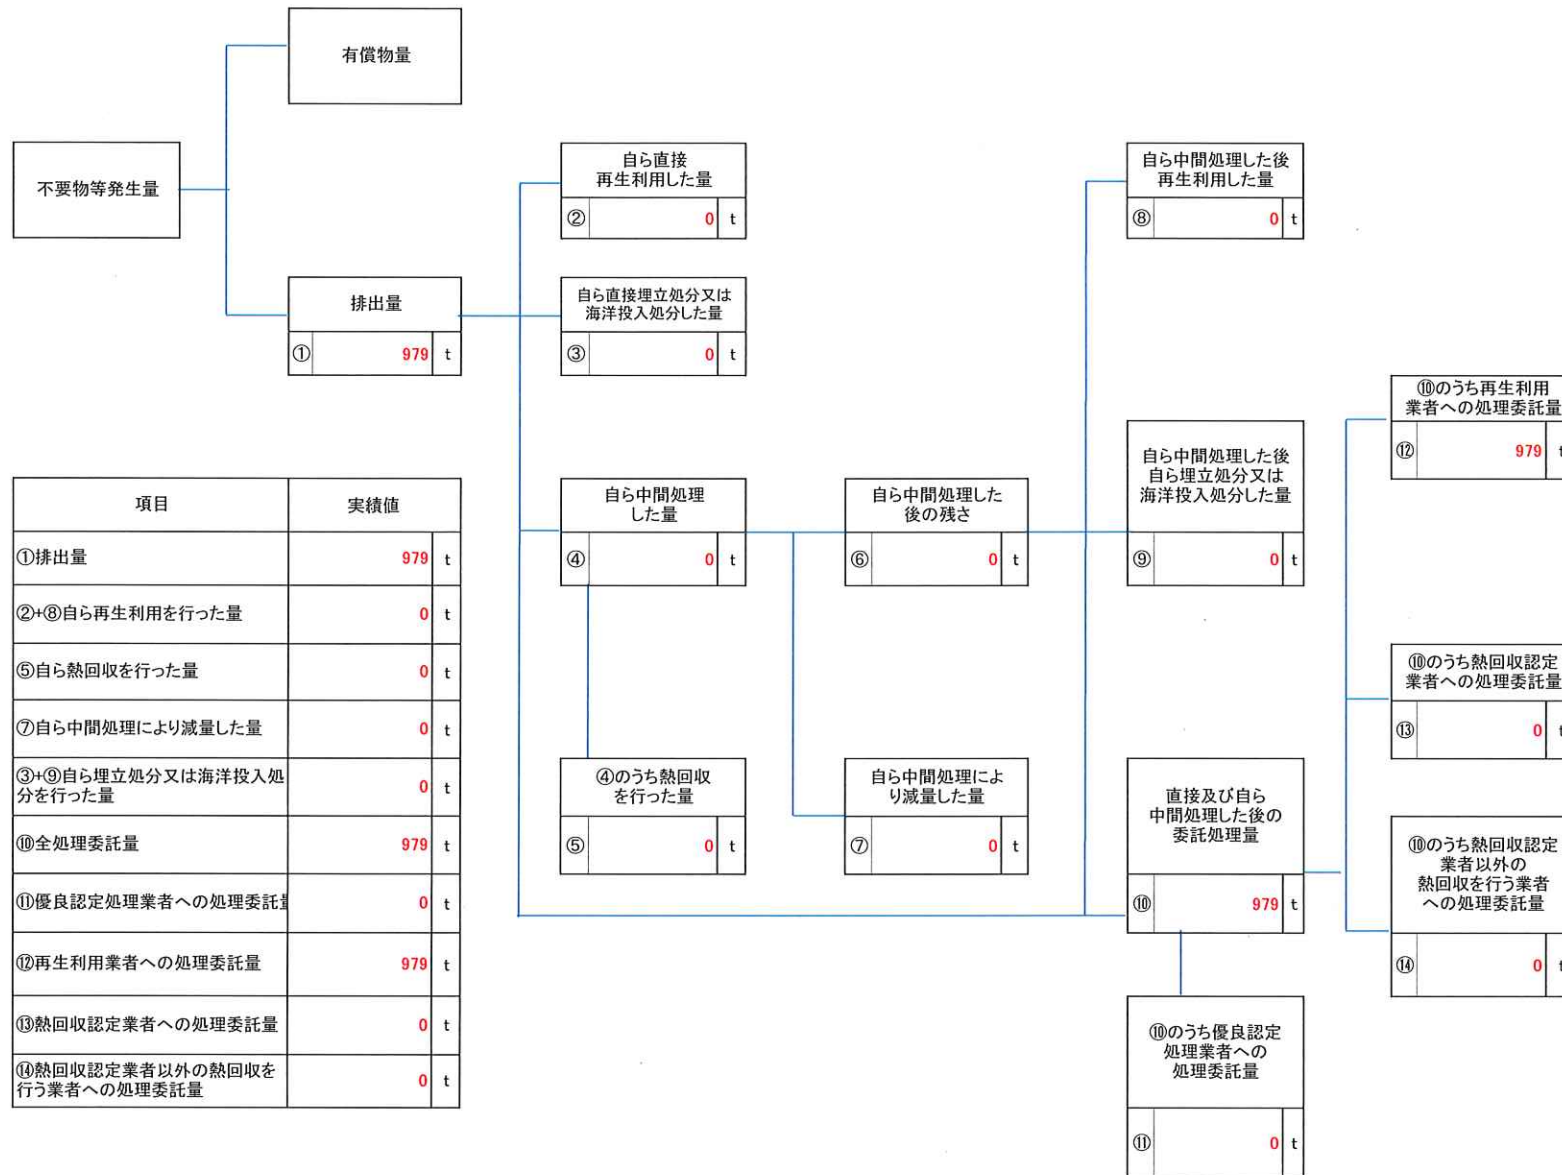 有償物量
不要物等発生量
排出量
① 979 t
自ら直接
再生利用した量
② 0 t
自ら直接埋立処分又は
海洋投入処分した量
③ 0 t
自ら中間処理
した量
④ 0 t
④のうち熱回収
を行った量
⑤ 0 t
自ら中間処理した
後の残さ
⑥ 0 t
自ら中間処理によ
り減量した量
⑦ 0 t
自ら中間処理した後
再生利用した量
⑧ 0 t
自ら中間処理した後
自ら埋立処分又は
海洋投入処分した量
⑨ 0 t
直接及び自ら
中間処理した後の
委託処理量
⑩ 979 t
⑩のうち優良認定
処理業者への
処理委託量
⑪ 0 t
⑩のうち再生利用
業者への処理委託量
⑫ 979 t
⑩のうち熱回収認定
業者への処理委託量
⑬ 0 t
⑩のうち熱回収認定
業者以外の
熱回収を行う業者
への処理委託量
⑭ 0 t
項目 実績値
①排出量 979 t
②+⑧自ら再生利用を行った量 0 t
⑤自ら熱回収を行った量 0 t
⑦自ら中間処理により減量した量 0 t
③+⑨自ら埋立処分又は海洋投入処
分を行った量 0 t
⑩全処理委託量 979 t
⑪優良認定処理業者への処理委託量 0 t
⑫再生利用業者への処理委託量 979 t
⑬熱回収認定業者への処理委託量 0 t
⑭熱回収認定業者以外の熱回収を
行う業者への処理委託量 0 t